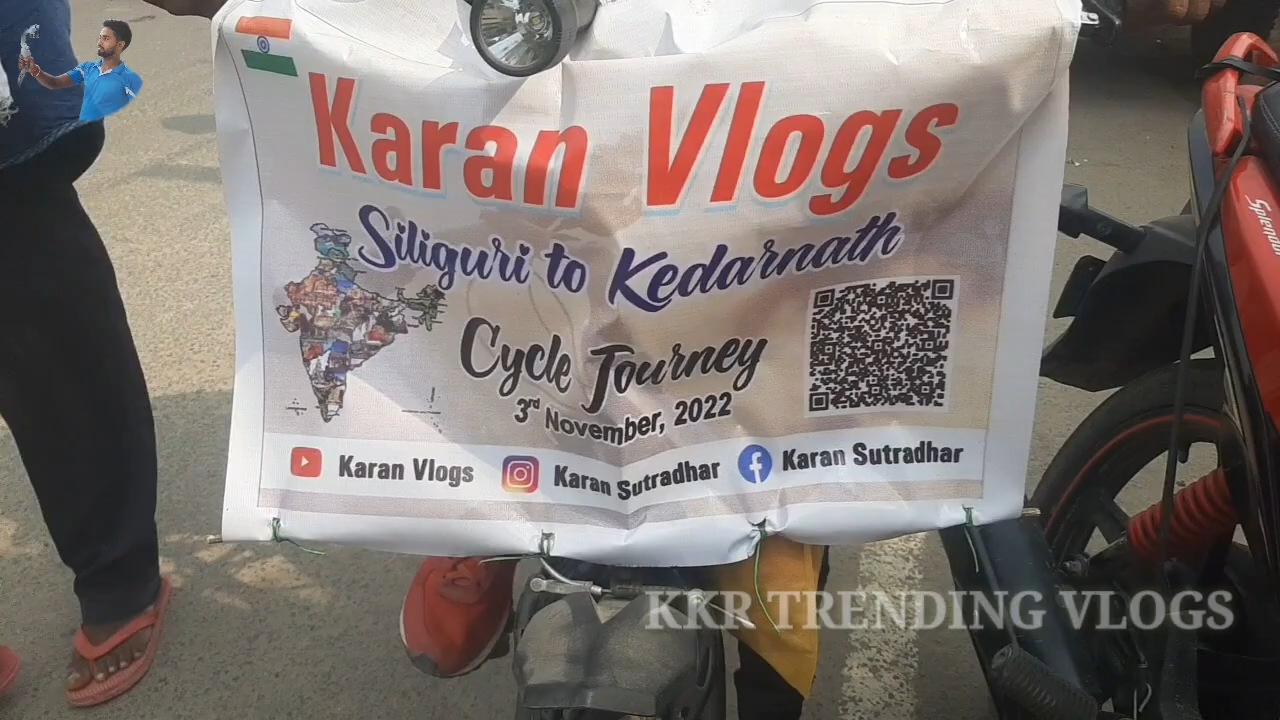 Karan Vlogs
Siliguri to Kedarnath
Cycle Journey
3rd November, 2022
Karan Vlogs Karan Sutradhar Karan Sutradhar
Splendor
KKR TRENDING VLOGS